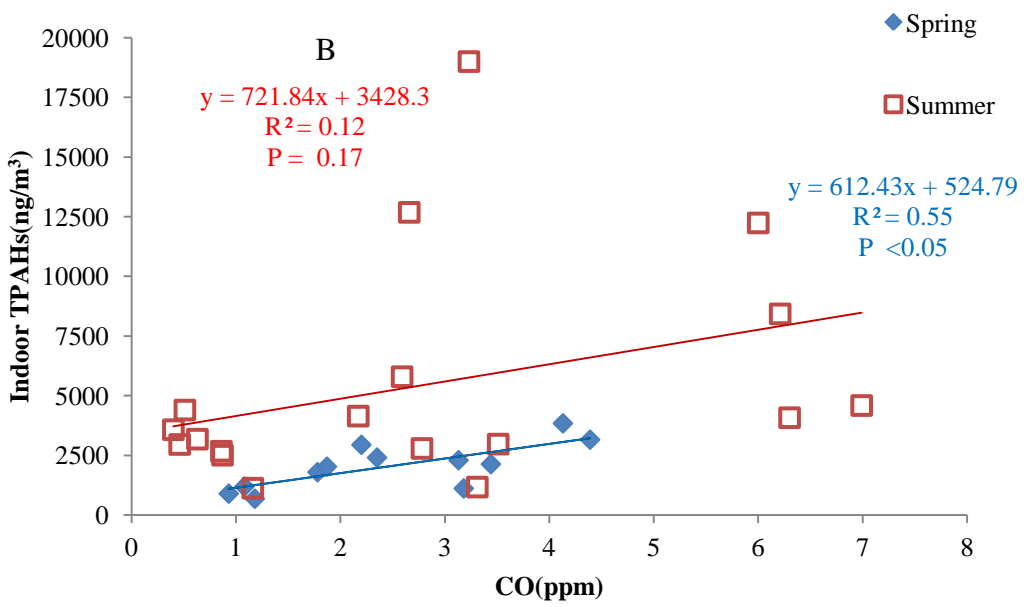 Spring
Summer
B
y = 721.84x + 3428.3
R² = 0.12
P = 0.17
y = 612.43x + 524.79
R² = 0.55
P <0.05
Indoor TPAHs(ng/m³)
20000
17500
15000
12500
10000
7500
5000
2500
0
0 1 2 3 4 5 6 7 8
CO(ppm)